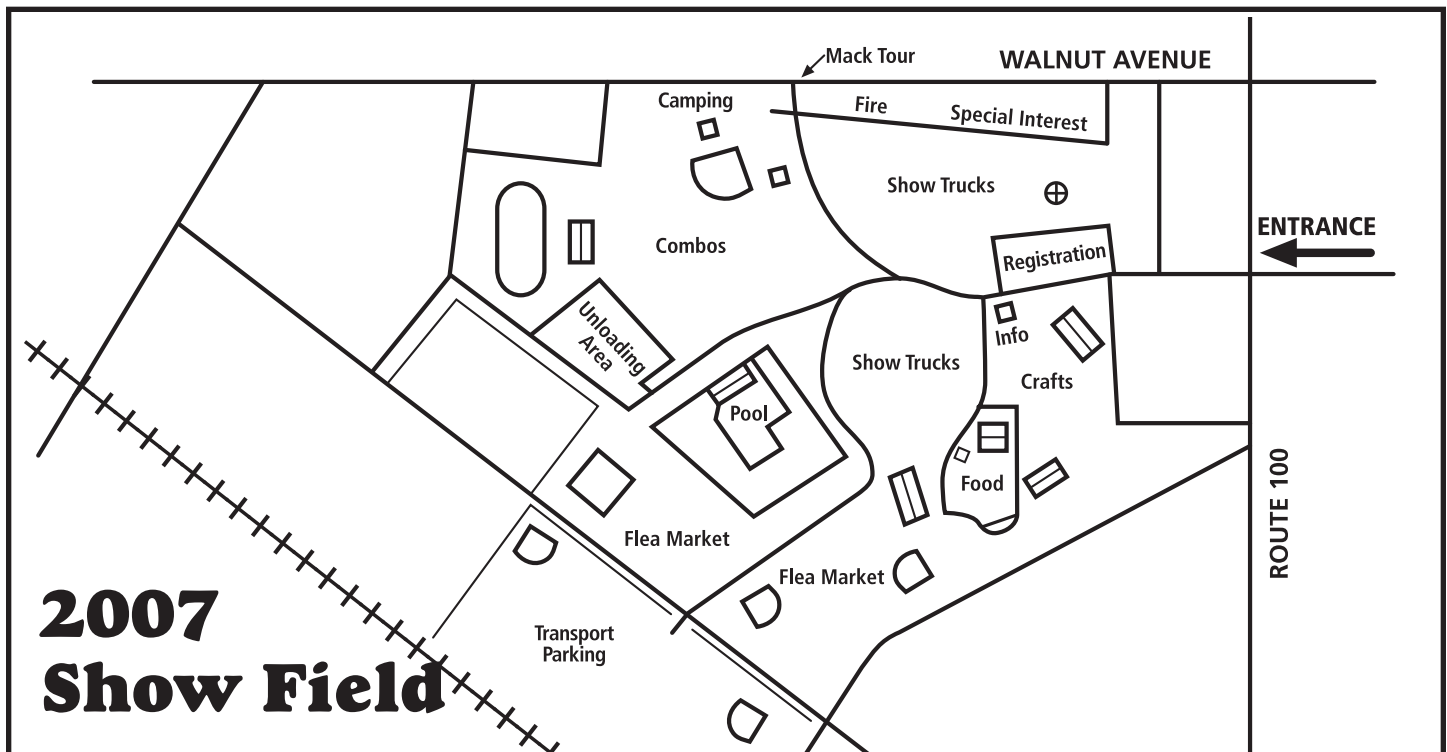 Mack Tour
WALNUT AVENUE
Camping
Fire
Special Interest
Show Trucks
ENTRANCE
Combos
Registration
Unloading
Area
Info
Show Trucks
Crafts
Pool
Food
ROUTE 100
Flea Market
Flea Market
Transport
Parking
2007
Show Field